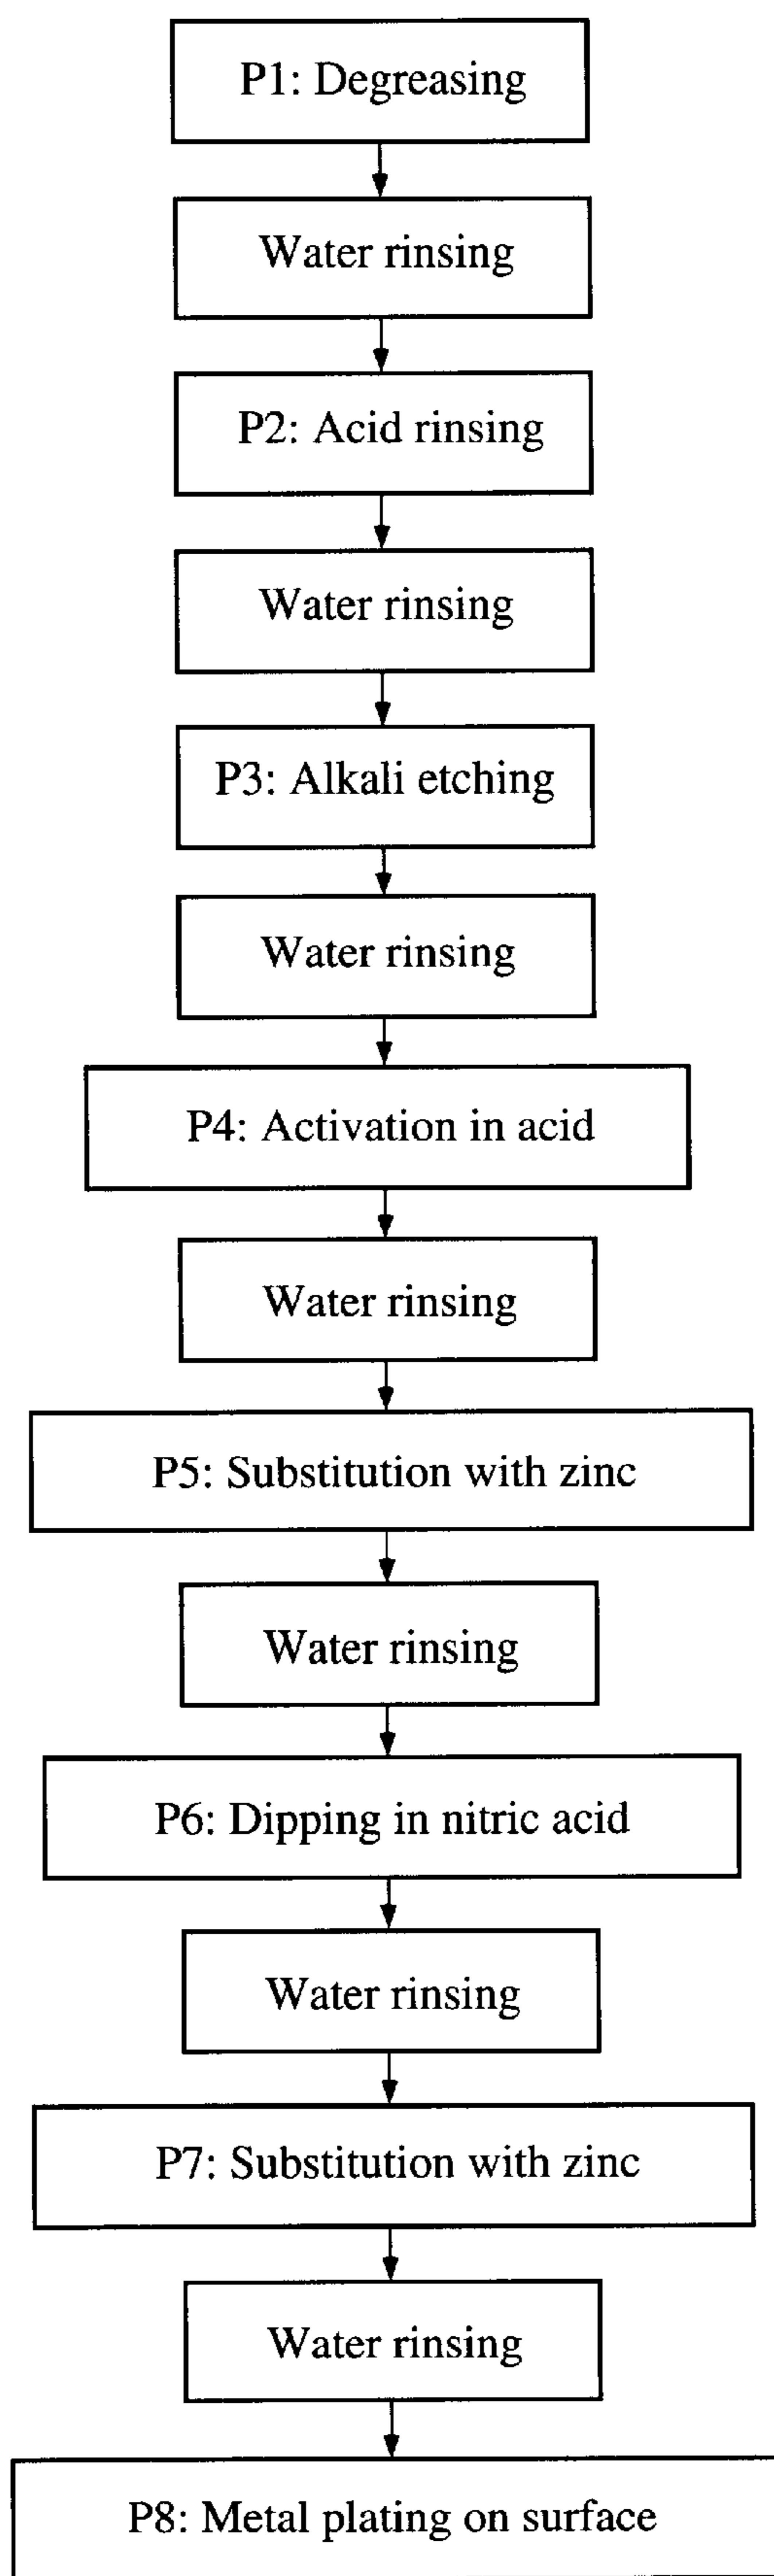 P1: Degreasing
Water rinsing
P2: Acid rinsing
Water rinsing
P3: Alkali etching
Water rinsing
P4: Activation in acid
Water rinsing
P5: Substitution with zinc
Water rinsing
P6: Dipping in nitric acid
Water rinsing
P7: Substitution with zinc
Water rinsing
P8: Metal plating on surface